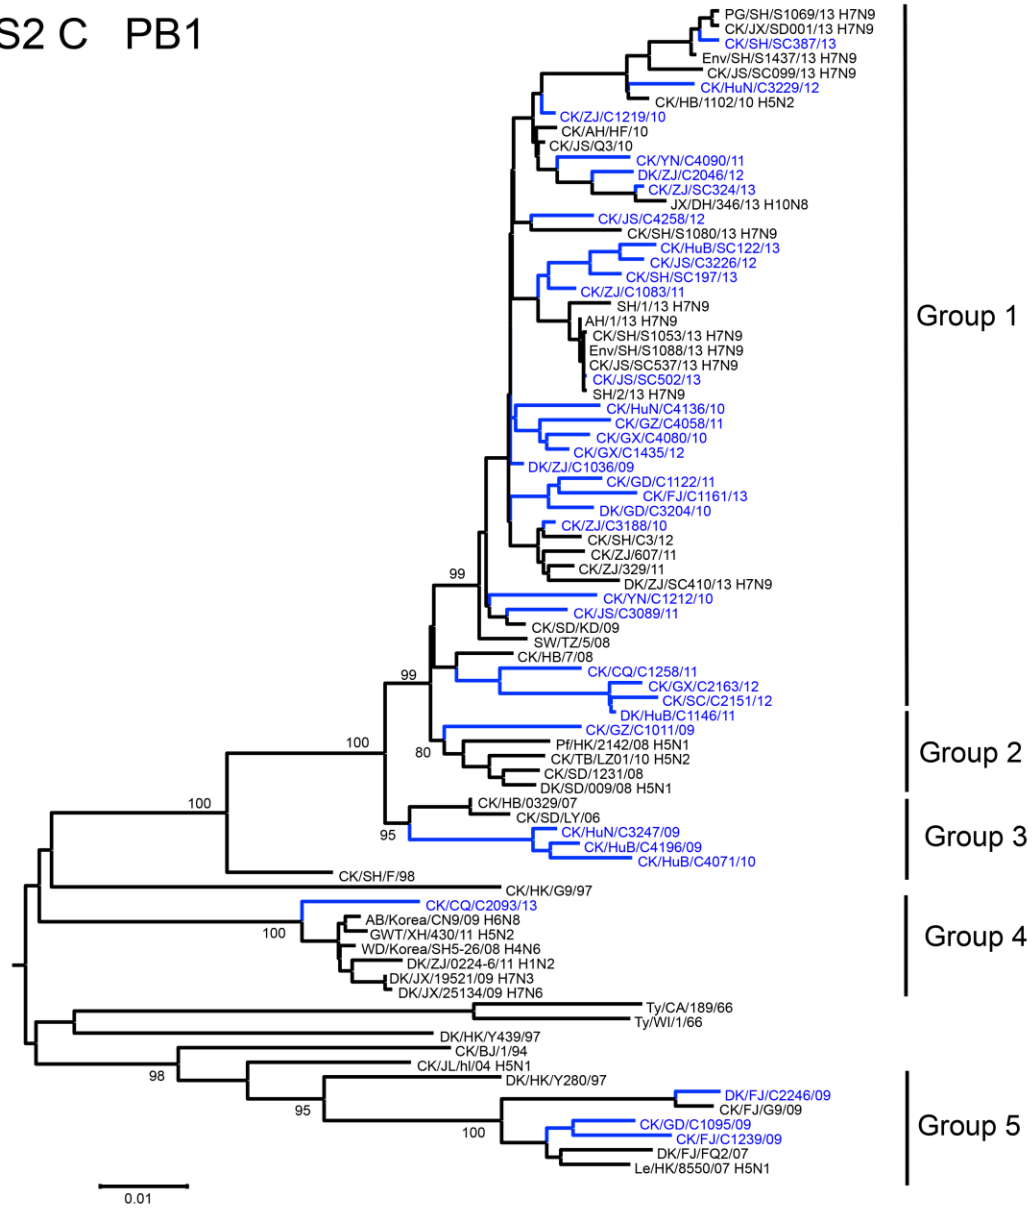 S2 C PB1
PG/SH/S1069/13 H7N9
CK/JX/SD001/13 H7N9
CK/SH/SC387/13
Env/SH/S1437/13 H7N9
CK/JS/SC099/13 H7N9
CK/HuN/C3229/12
CK/HB/1102/10 H5N2
CK/ZJ/C1219/10
CK/AH/HF/10
CK/JS/Q3/10
CK/YN/C4090/11
DK/ZJ/C2046/12
CK/ZJ/SC324/13
JX/DH/346/13 H10N8
CK/JS/C4258/12
CK/SH/S1080/13 H7N9
CK/HuB/SC122/13
CK/JS/C3226/12
CK/SH/SC197/13
CK/ZJ/C1083/11
SH/1/13 H7N9
Group 1
AH/1/13 H7N9
CK/SH/S1053/13 H7N9
Env/SH/S1088/13 H7N9
CK/JS/SC537/13 H7N9
CK/JS/SC502/13
SH/2/13 H7N9
CK/HuN/C4136/10
CK/GZ/C4058/11
CK/GX/C4080/10
CK/GX/C1435/12
DK/ZJ/C1036/09
CK/GD/C1122/11
CK/FJ/C1161/13
DK/GD/C3204/10
CK/ZJ/C3188/10
CK/SH/C3/12
CK/ZJ/607/11
CK/ZJ/329/11
99
DK/ZJ/SC410/13 H7N9
CK/YN/C1212/10
CK/JS/C3089/11
CK/SD/KD/09
SW/TZ/5/08
CK/HB/7/08
99
CK/CQ/C1258/11
CK/GX/C2163/12
CK/SC/C2151/12
DK/HuB/C1146/11
CK/GZ/C1011/09
100
Pf/HK/2142/08 H5N1
80
Group 2
CK/TB/LZ01/10 H5N2
CK/SD/1231/08
DK/SD/009/08 H5N1
100
CK/HB/0329/07
CK/SD/LY/06
95
CK/HuN/C3247/09
Group 3
CK/HuB/C4196/09
CK/HuB/C4071/10
CK/SH/F/98
CK/HK/G9/97
CK/CQ/C2093/13
AB/Korea/CN9/09 H6N8
100
GWT/XH/430/11 H5N2
Group 4
WD/Korea/SH5-26/08 H4N6
DK/ZJ/0224-6/11 H1N2
DK/JX/19521/09 H7N3
DK/JX/25134/09 H7N6
Ty/CA/189/66
Ty/WI/1/66
DK/HK/Y439/97
CK/BJ/1/94
98
CK/JL/hl/04 H5N1
DK/HK/Y280/97
DK/FJ/C2246/09
95
CK/FJ/G9/09
CK/GD/C1095/09
Group 5
100
CK/FJ/C1239/09
DK/FJ/FQ2/07
Le/HK/8550/07 H5N1
0.01